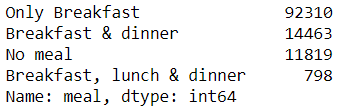 Only Breakfast 92310
Breakfast & dinner 14463
No meal 11819
Breakfast, lunch & dinner 798
Name: meal, dtype: int64